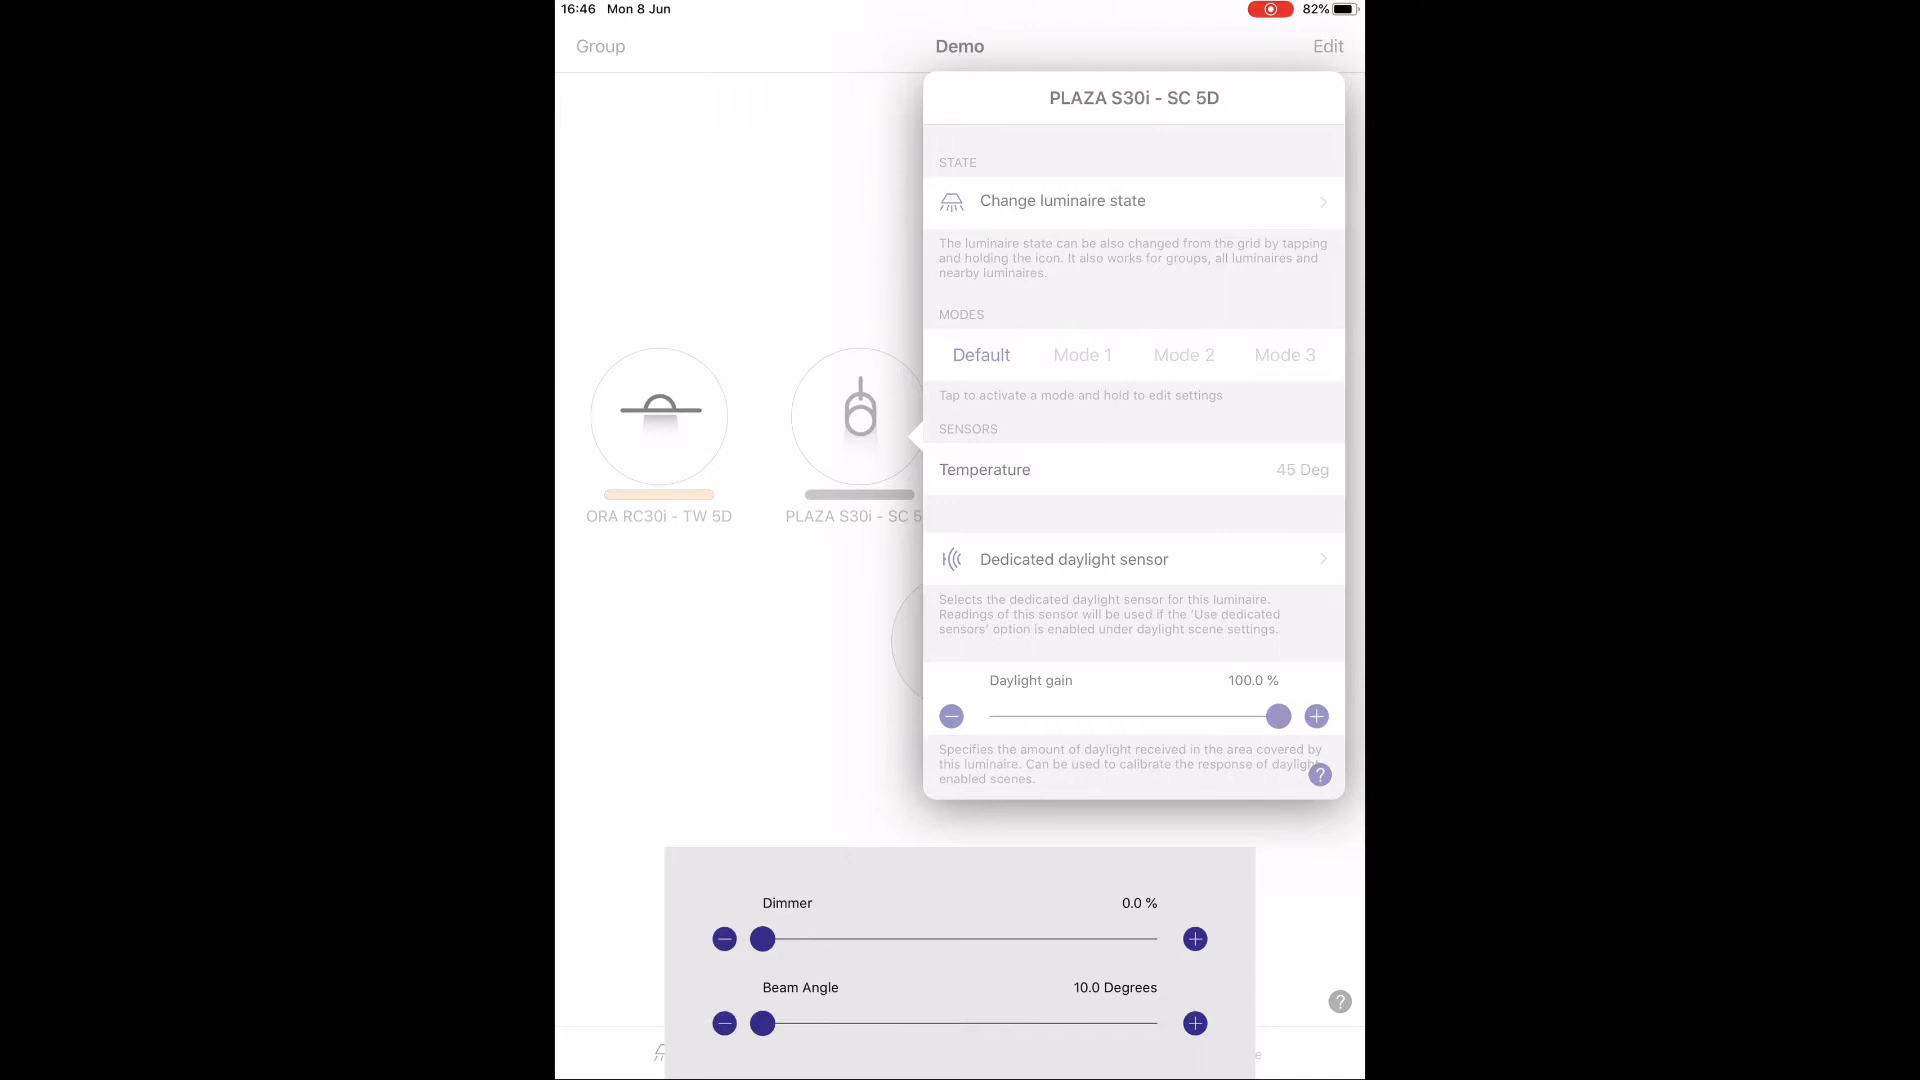 16:46 Mon 8 Jun
82%
Group
Demo
Edit
PLAZA S30i - SC 5D
STATE
Change luminaire state
The luminaire state can be also changed from the grid by tapping
and holding the icon. It also works for groups, all luminaires and
nearby luminaires.
MODES
Default Mode 1 Mode 2 Mode 3
Tap to activate a mode and hold to edit settings
SENSORS
Temperature 45 Deg
ORA RC30i - TW 5D
PLAZA S30i - SC 5
Dedicated daylight sensor
Selects the dedicated daylight sensor for this luminaire.
Readings of this sensor will be used if the 'Use dedicated
sensors' option is enabled under daylight scene settings.
Daylight gain 100.0 %
Specifies the amount of daylight received in the area covered by
this luminaire. Can be used to calibrate the response of daylight
enabled scenes.
?
Dimmer 0.0 %
Beam Angle 10.0 Degrees
?
e